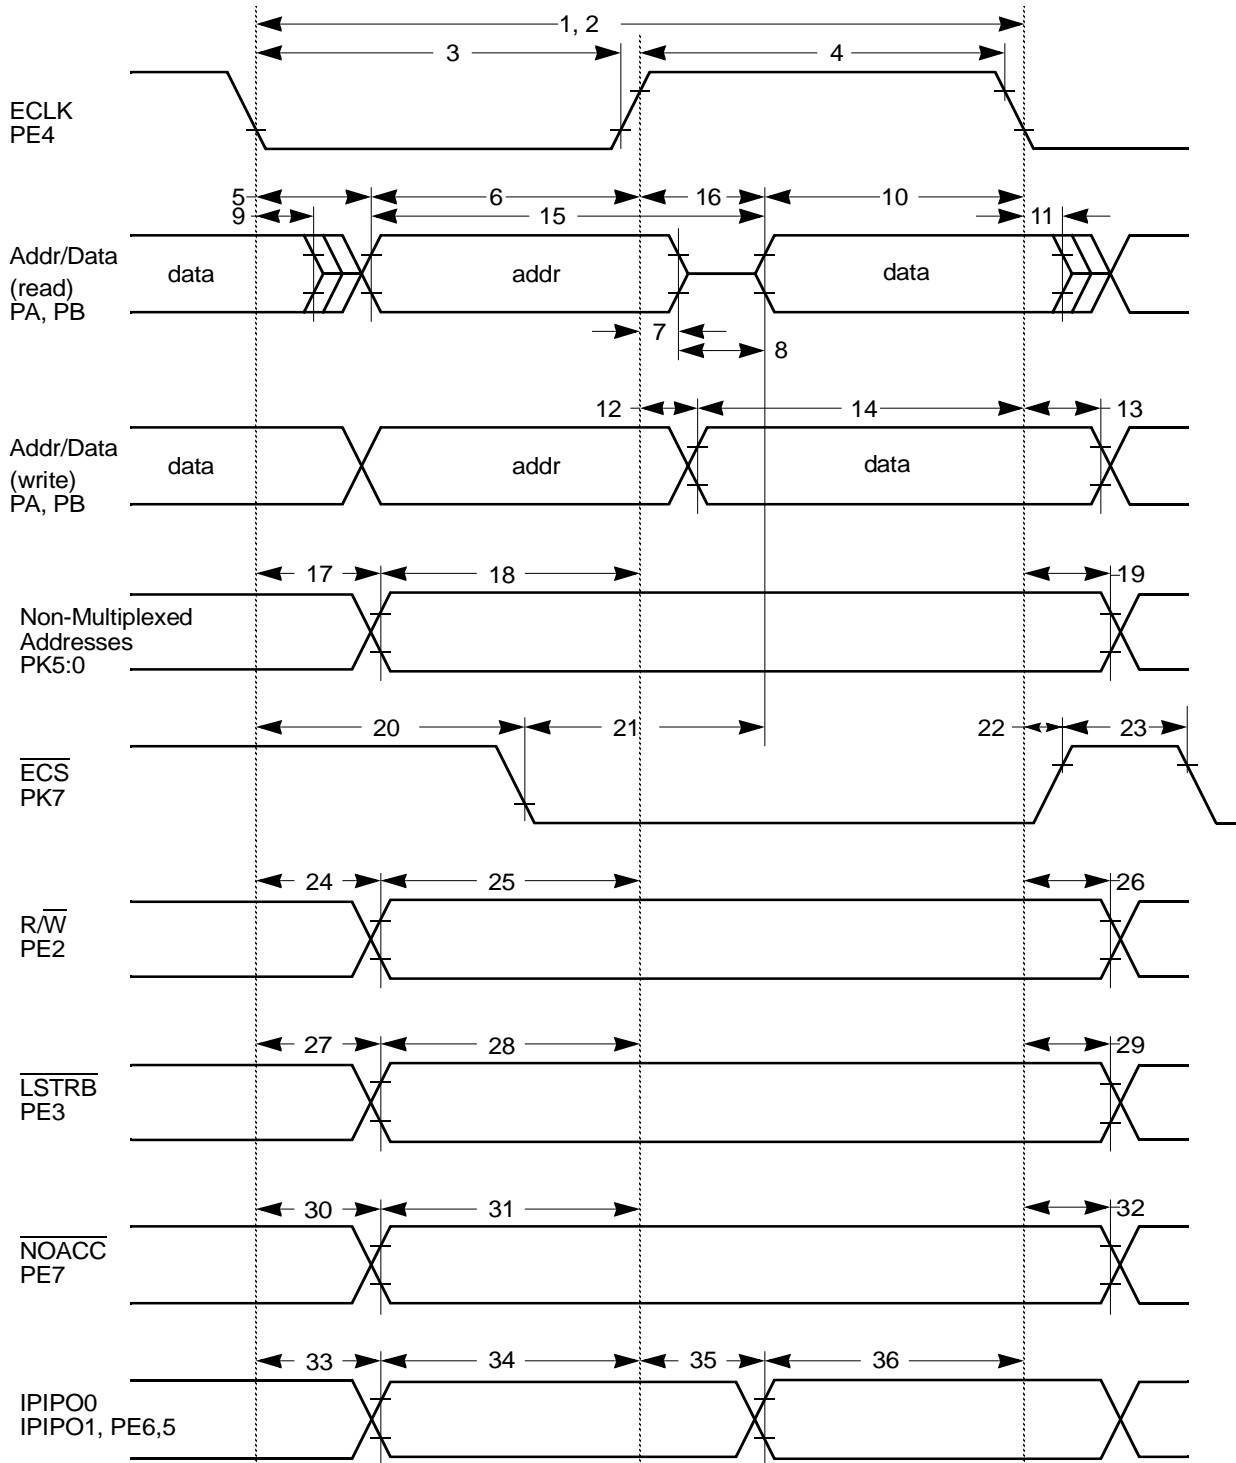 1, 2
3
4
ECLK
PE4
5
6
16
10
9
15
11
Addr/Data
(read)
PA, PB
data
addr
data
7
8
12
14
13
Addr/Data
(write)
PA, PB
data
addr
data
17
18
19
Non-Multiplexed
Addresses
PK5:0
20
21
22
23
ECS
PK7
24
25
26
R/W
PE2
27
28
29
LSTRB
PE3
30
31
32
NOACC
PE7
33
34
35
36
IPIPO0
IPIPO1, PE6,5